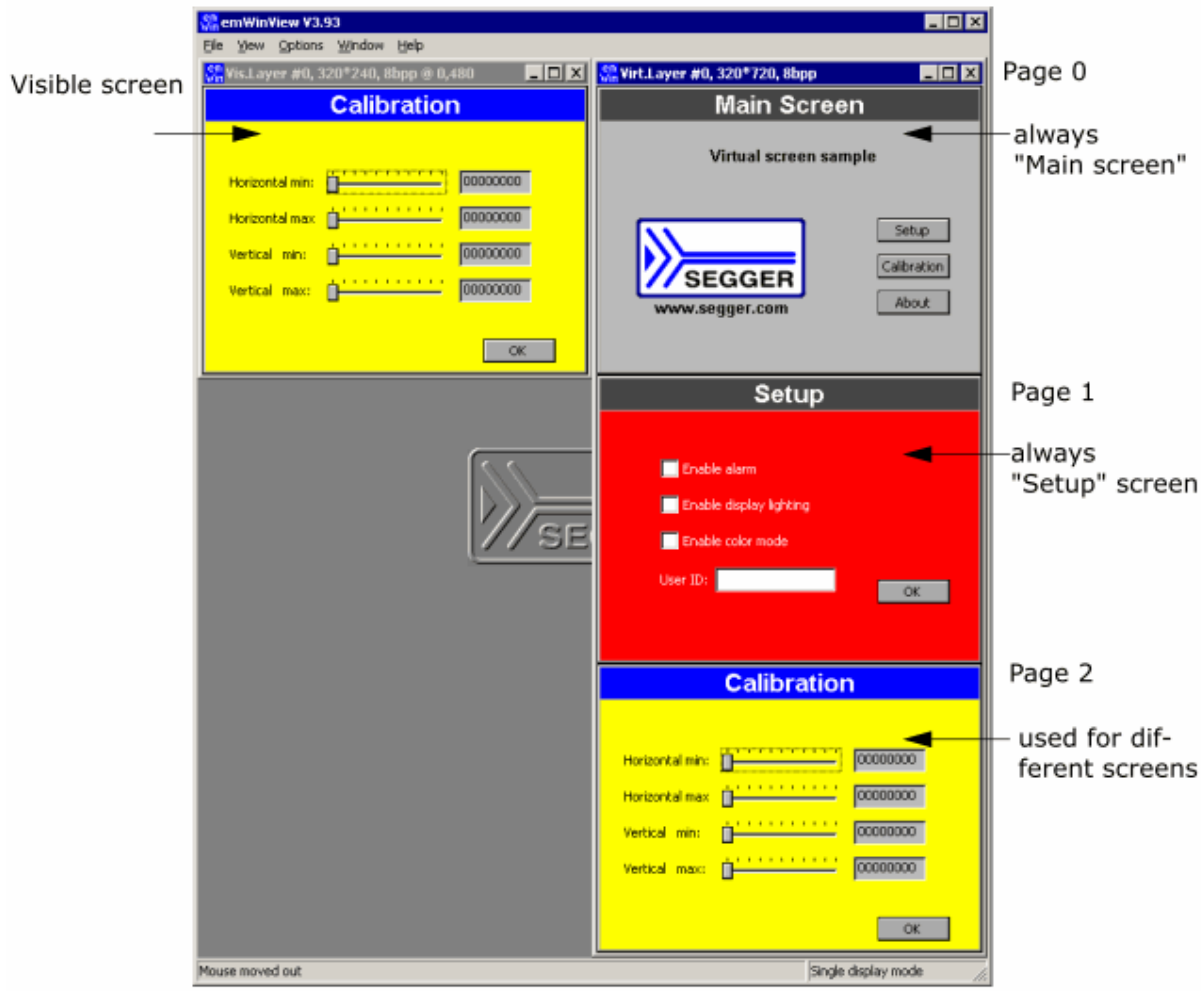 emWinView V3.93
File View Options Window Help
Visible screen
Vis.Layer #0, 320*240, 8bpp @ 0,480
Calibration
Horizontal min: 00000000
Horizontal max 00000000
Vertical min: 00000000
Vertical max: 00000000
OK
Virt.Layer #0, 320*720, 8bpp
Page 0
Main Screen
always
"Main screen"
Virtual screen sample
SEGGER
www.segger.com
Setup
Calibration
About
Setup
Page 1
always
"Setup" screen
Enable alarm
Enable display lighting
Enable color mode
User ID:
OK
SE
Calibration
Page 2
used for dif-
ferent screens
Horizontal min: 00000000
Horizontal max 00000000
Vertical min: 00000000
Vertical max: 00000000
OK
Mouse moved out
Single display mode